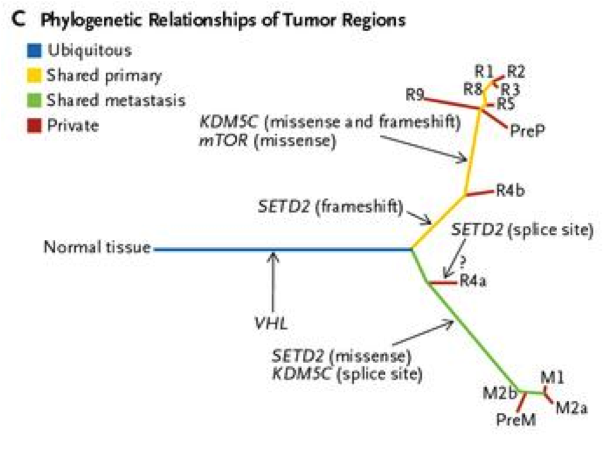 C Phylogenetic Relationships of Tumor Regions
Ubiquitous
Shared primary
Shared metastasis
Private
R1
R2
R8
R3
R9
R5
PreP
KDM5C (missense and frameshift)
mTOR (missense)
R4b
SETD2 (frameshift)
SETD2 (splice site)
Normal tissue
?
R4a
VHL
SETD2 (missense)
KDM5C (splice site)
M1
M2b
M2a
PreM